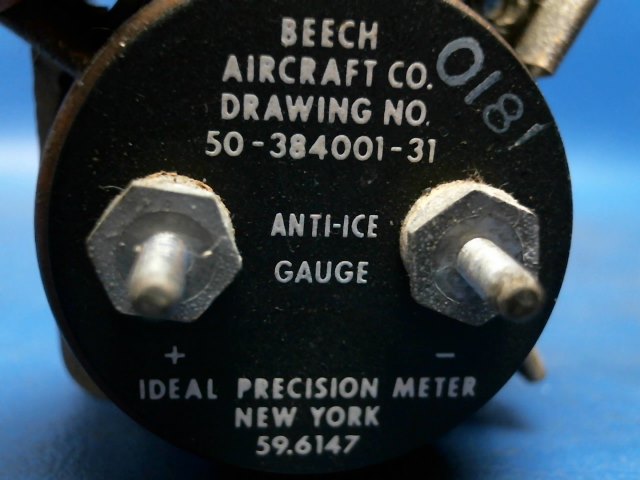 BEECH
AIRCRAFT CO.
DRAWING NO.
50-384001-31
0181
ANTI-ICE
GAUGE
+ −
IDEAL PRECISION METER
NEW YORK
59.6147